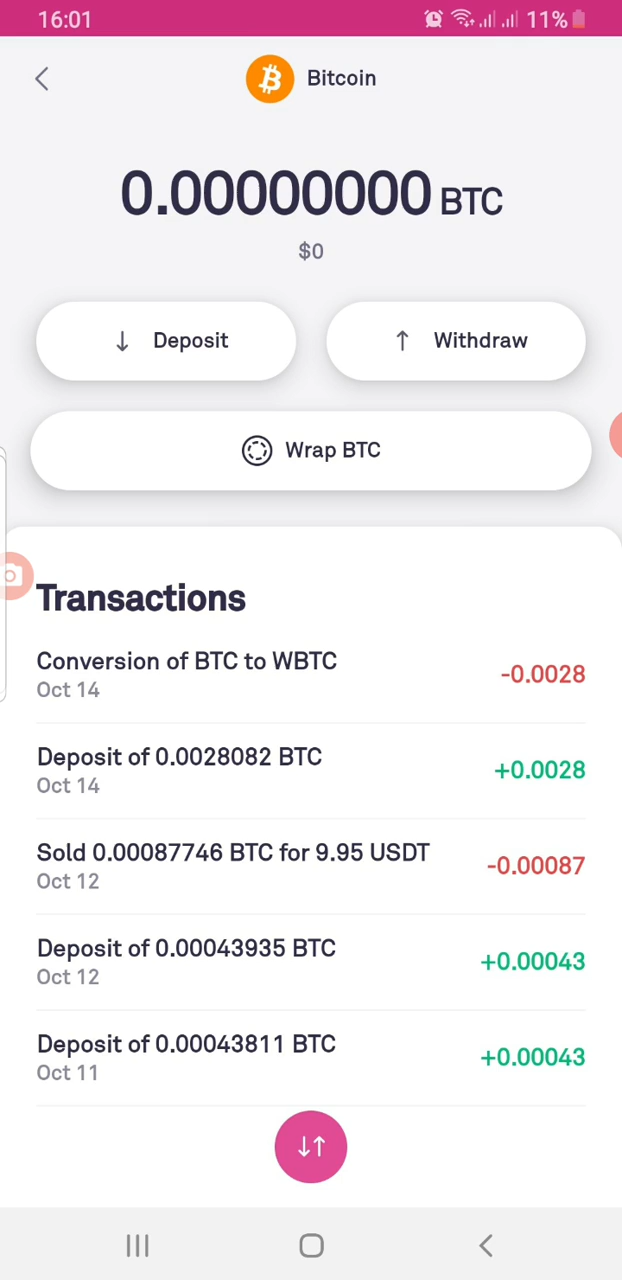 16:01
11%
Bitcoin
0.00000000 BTC
$0
Deposit
Withdraw
Wrap BTC
Transactions
Conversion of BTC to WBTC
-0.0028
Oct 14
Deposit of 0.0028082 BTC
+0.0028
Oct 14
Sold 0.00087746 BTC for 9.95 USDT
-0.00087
Oct 12
Deposit of 0.00043935 BTC
+0.00043
Oct 12
Deposit of 0.00043811 BTC
+0.00043
Oct 11